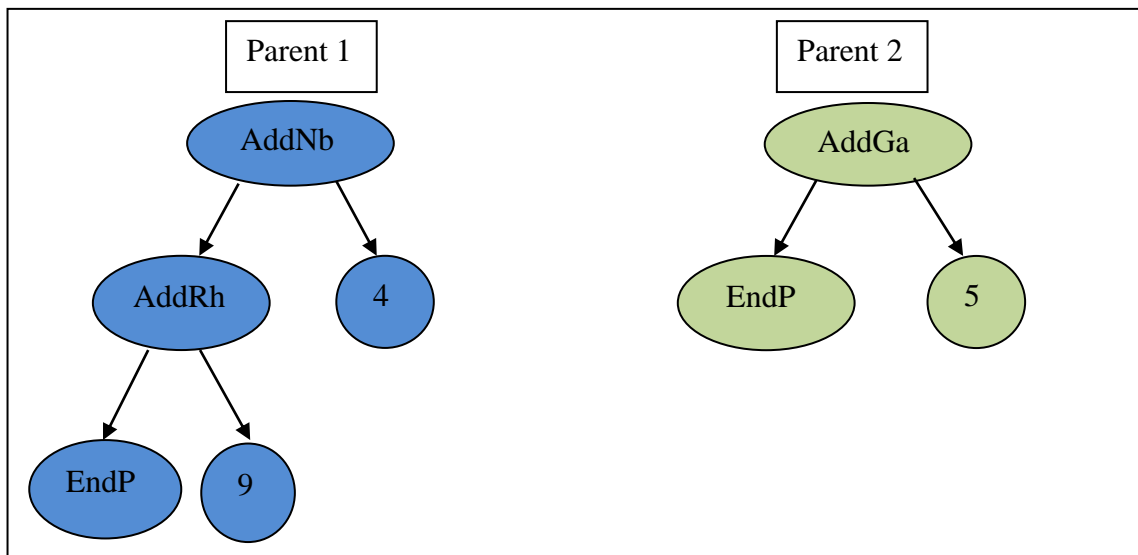 Parent 1
Parent 2
AddNb
AddGa
AddRh
4
EndP
5
EndP
9